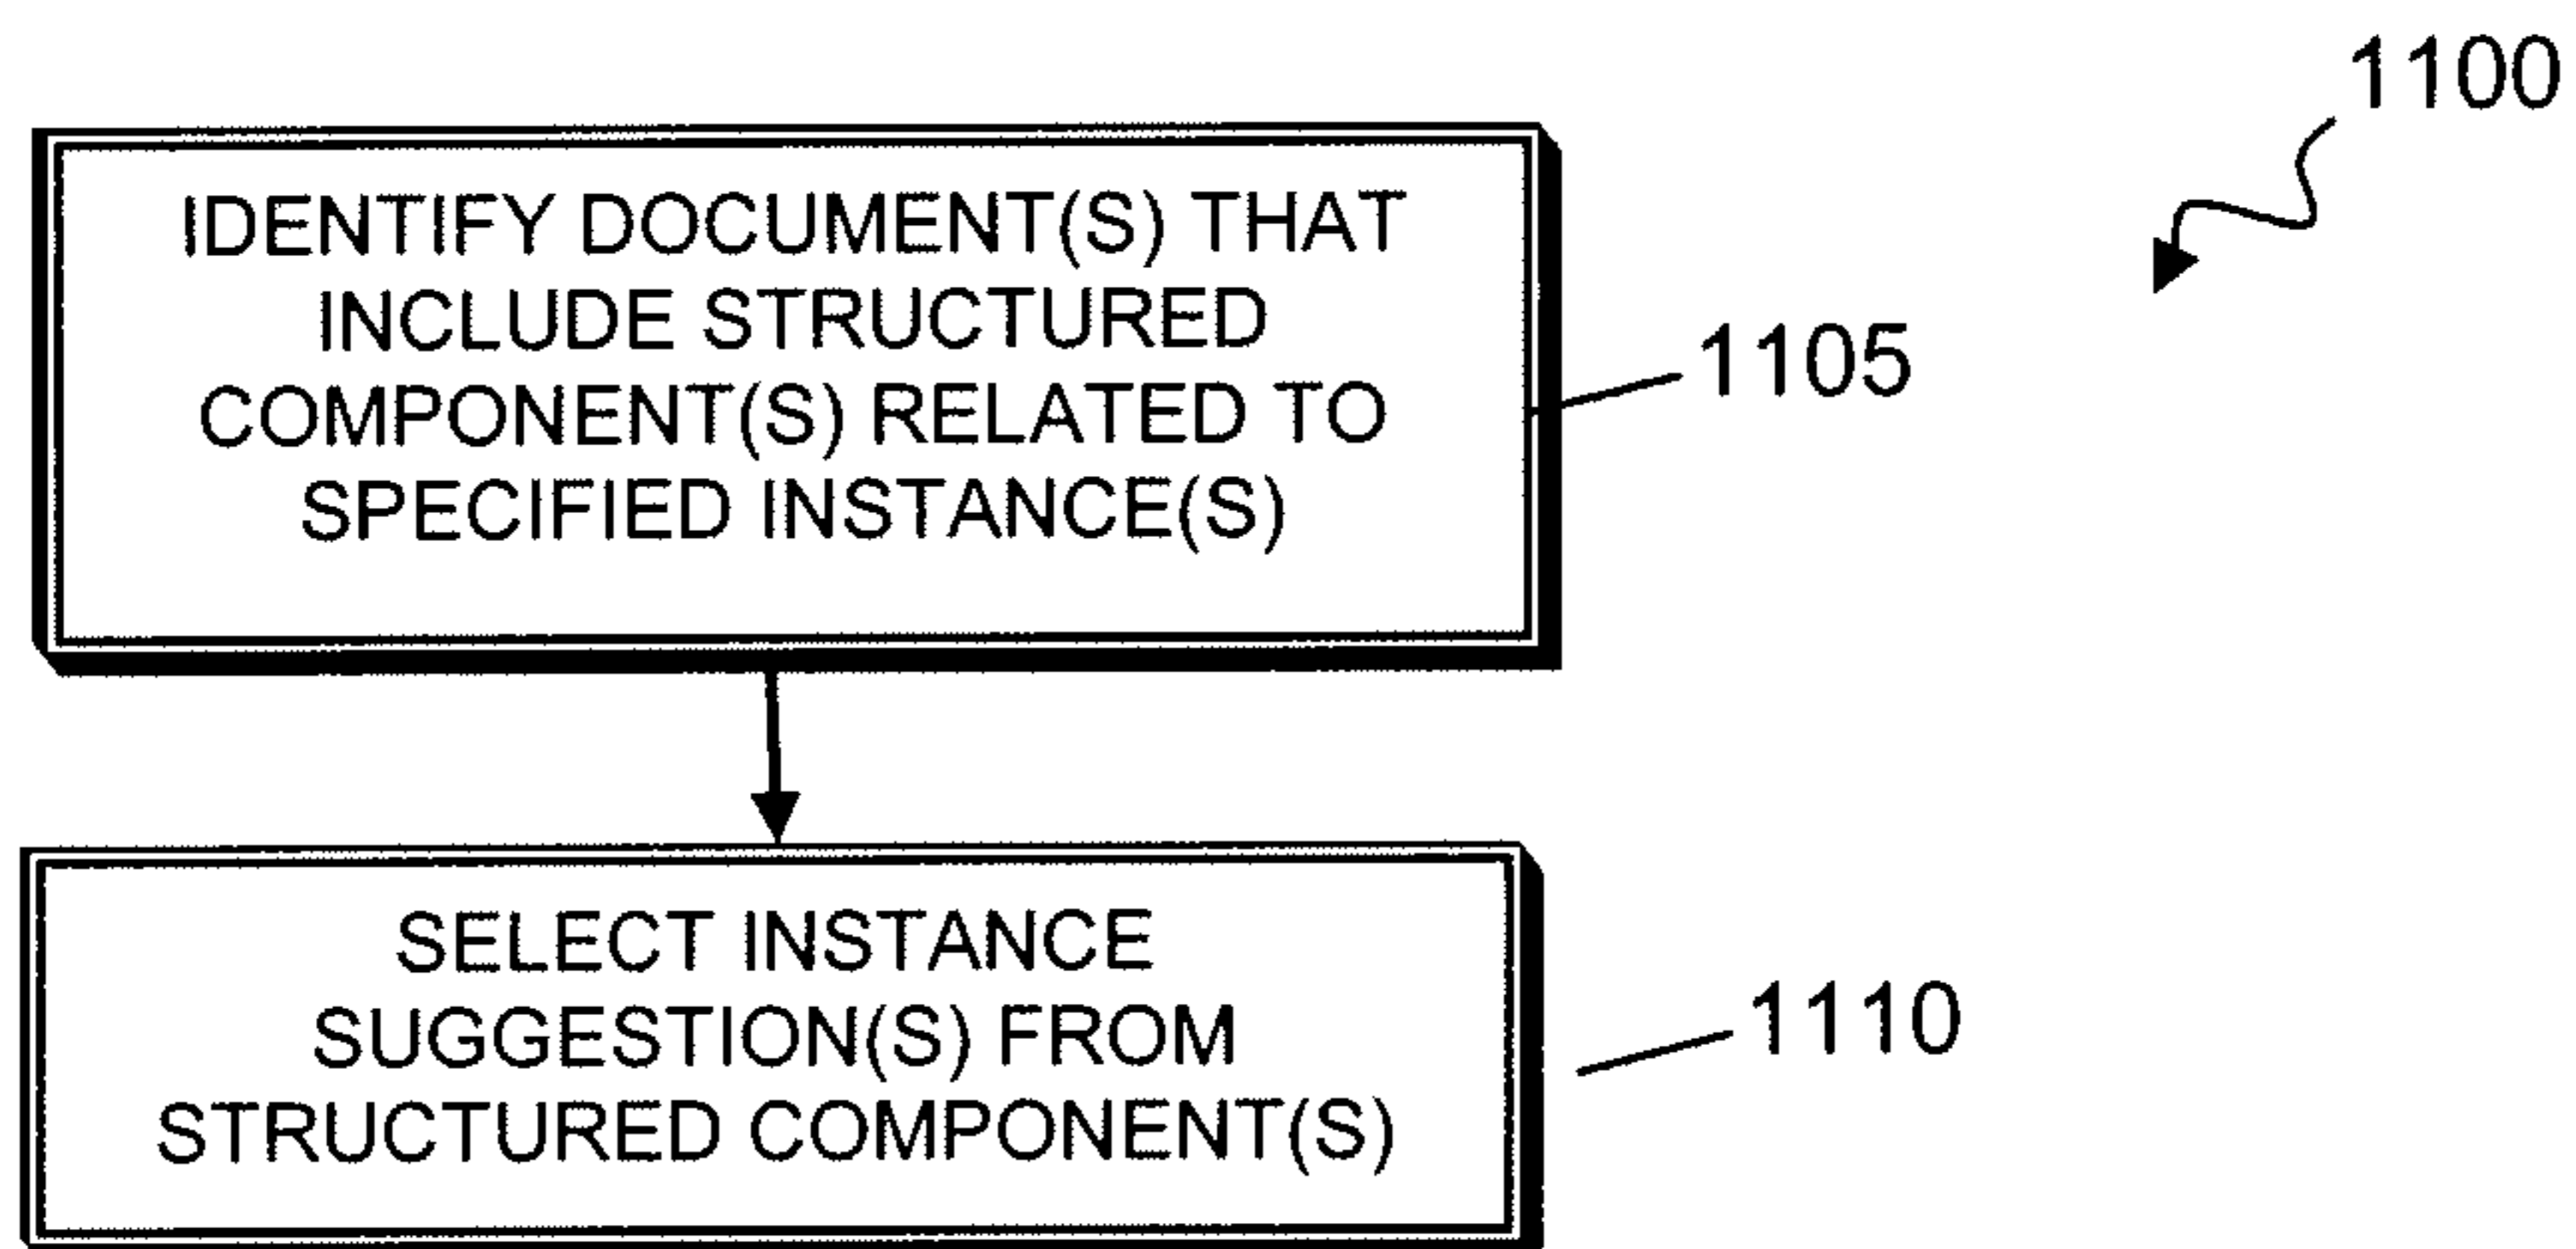 1100
IDENTIFY DOCUMENT(S) THAT
INCLUDE STRUCTURED
COMPONENT(S) RELATED TO
SPECIFIED INSTANCE(S)
1105
SELECT INSTANCE
SUGGESTION(S) FROM
STRUCTURED COMPONENT(S)
1110